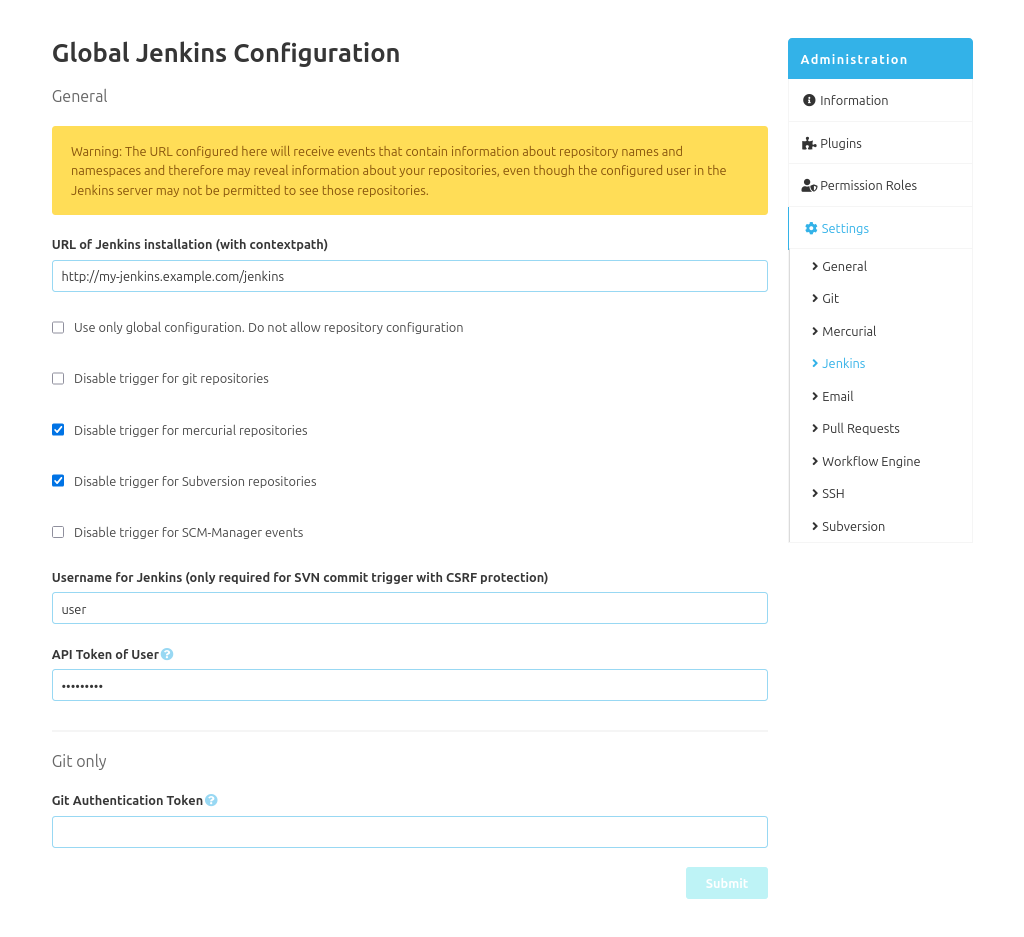 Global Jenkins Configuration
General
Warning: The URL configured here will receive events that contain information about repository names and
namespaces and therefore may reveal information about your repositories, even though the configured user in the
Jenkins server may not be permitted to see those repositories.
URL of Jenkins installation (with contextpath)
http://my-jenkins.example.com/jenkins
Use only global configuration. Do not allow repository configuration
Disable trigger for git repositories
Disable trigger for mercurial repositories
Disable trigger for Subversion repositories
Disable trigger for SCM-Manager events
Username for Jenkins (only required for SVN commit trigger with CSRF protection)
user
API Token of User
•••••••••
Git only
Git Authentication Token
Submit
Administration
Information
Plugins
Permission Roles
Settings
General
Git
Mercurial
Jenkins
Email
Pull Requests
Workflow Engine
SSH
Subversion